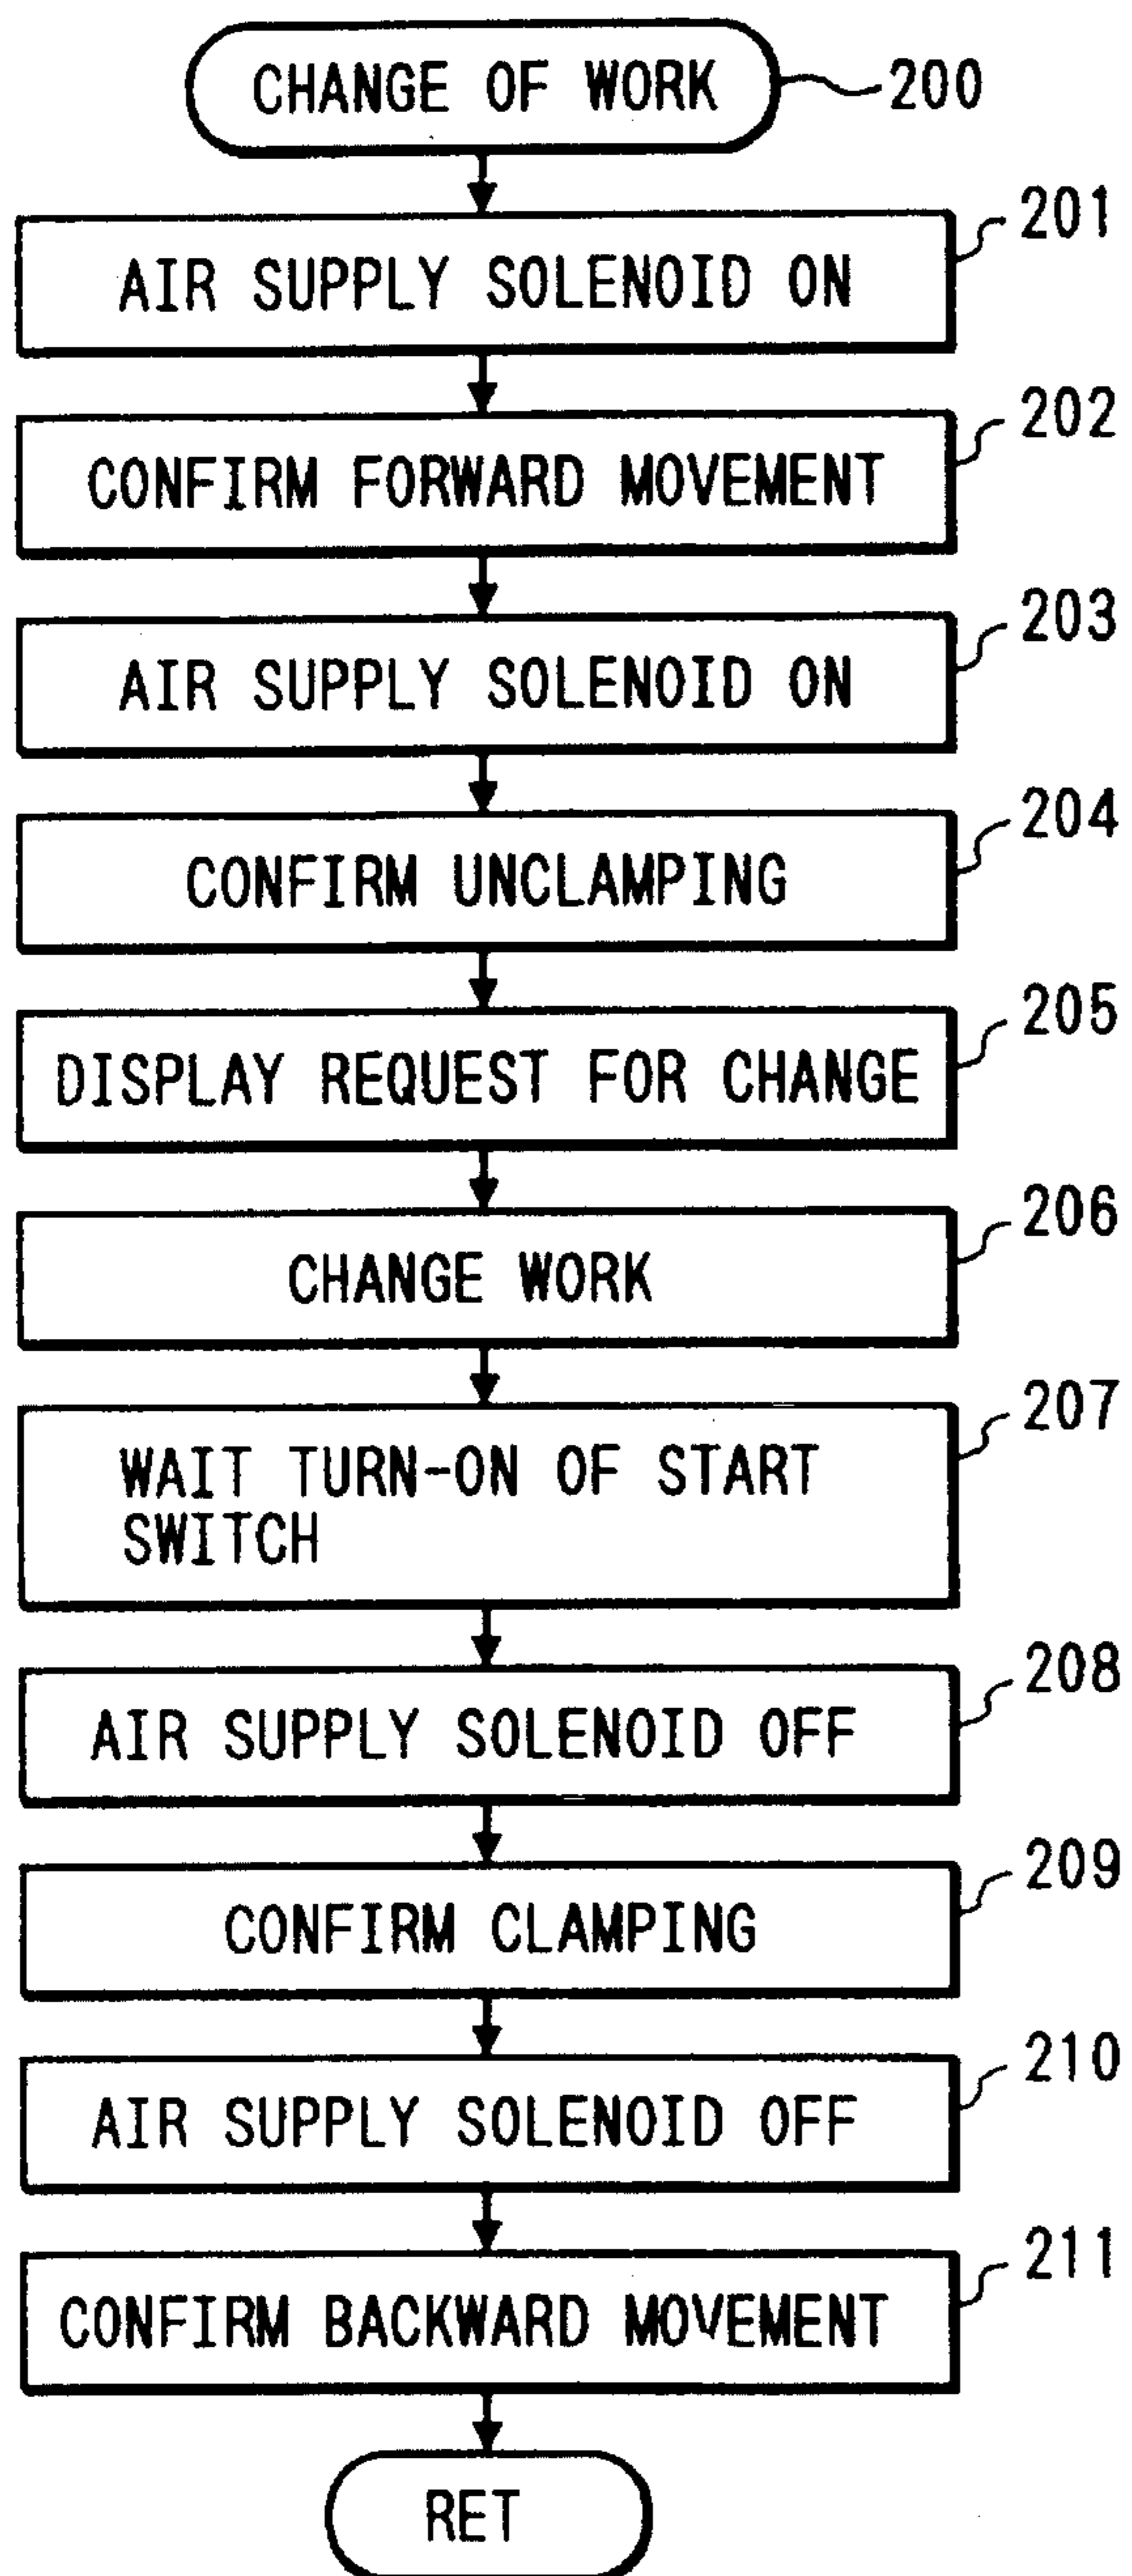 CHANGE OF WORK 200
AIR SUPPLY SOLENOID ON 201
CONFIRM FORWARD MOVEMENT 202
AIR SUPPLY SOLENOID ON 203
CONFIRM UNCLAMPING 204
DISPLAY REQUEST FOR CHANGE 205
CHANGE WORK 206
WAIT TURN-ON OF START 207
SWITCH
AIR SUPPLY SOLENOID OFF 208
CONFIRM CLAMPING 209
AIR SUPPLY SOLENOID OFF 210
CONFIRM BACKWARD MOVEMENT 211
RET